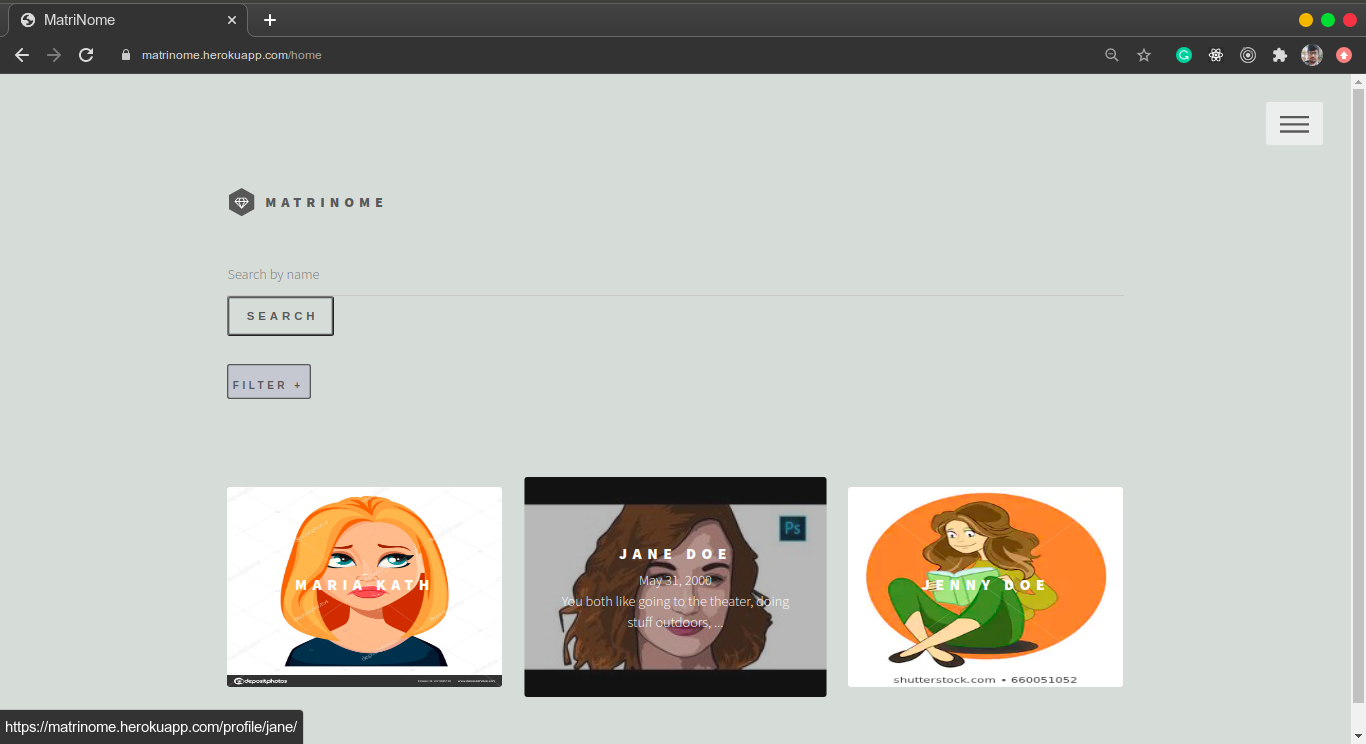 MatriNome
matrinome.herokuapp.com/home
MATRINOME
Search by name
SEARCH
FILTER +
MARIA KATH
depositphotos
JANE DOE
May 31, 2000
You both like going to the theater, doing
stuff outdoors, ...
Ps
JENNY DOE
shutterstock.com • 660051052
https://matrinome.herokuapp.com/profile/jane/